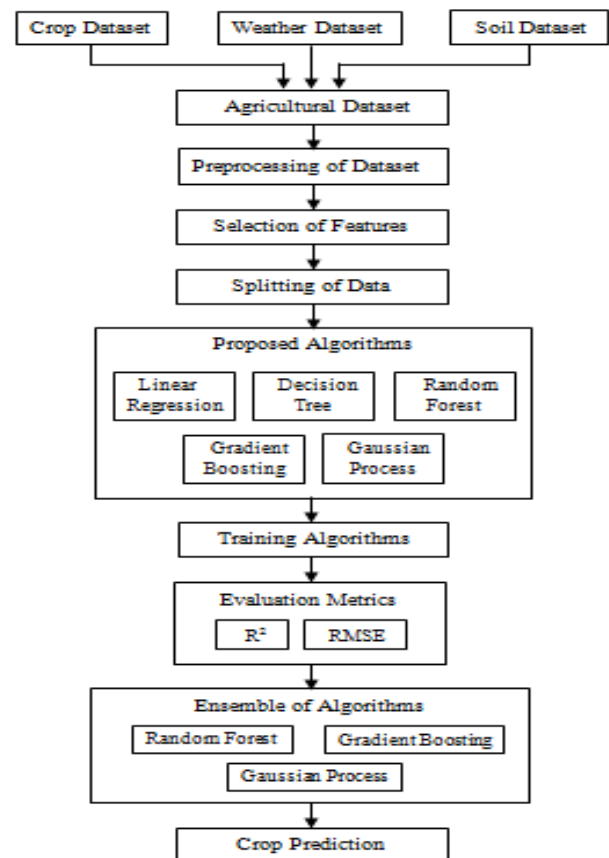 Crop Dataset
Weather Dataset
Soil Dataset
Agricultural Dataset
Preprocessing of Dataset
Selection of Features
Splitting of Data
Proposed Algorithms
Linear
Regression
Decision
Tree
Random
Forest
Gradient
Boosting
Gaussian
Process
Training Algorithms
Evaluation Metrics
R²
RMSE
Ensemble of Algorithms
Random Forest
Gradient Boosting
Gaussian Process
Crop Prediction